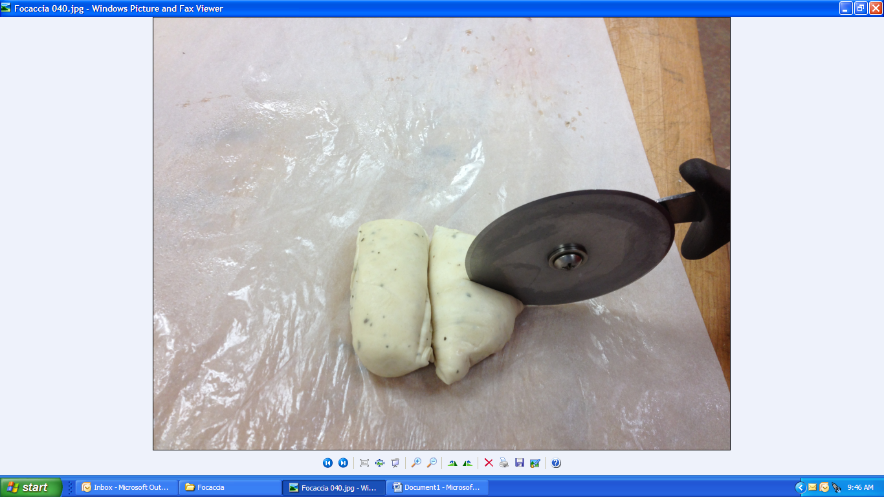 Focaccia 040.jpg - Windows Picture and Fax Viewer
start
Inbox - Microsoft Out...
Focaccia
Focaccia 040.jpg - Wi...
Document1 - Microsof...
9:46 AM